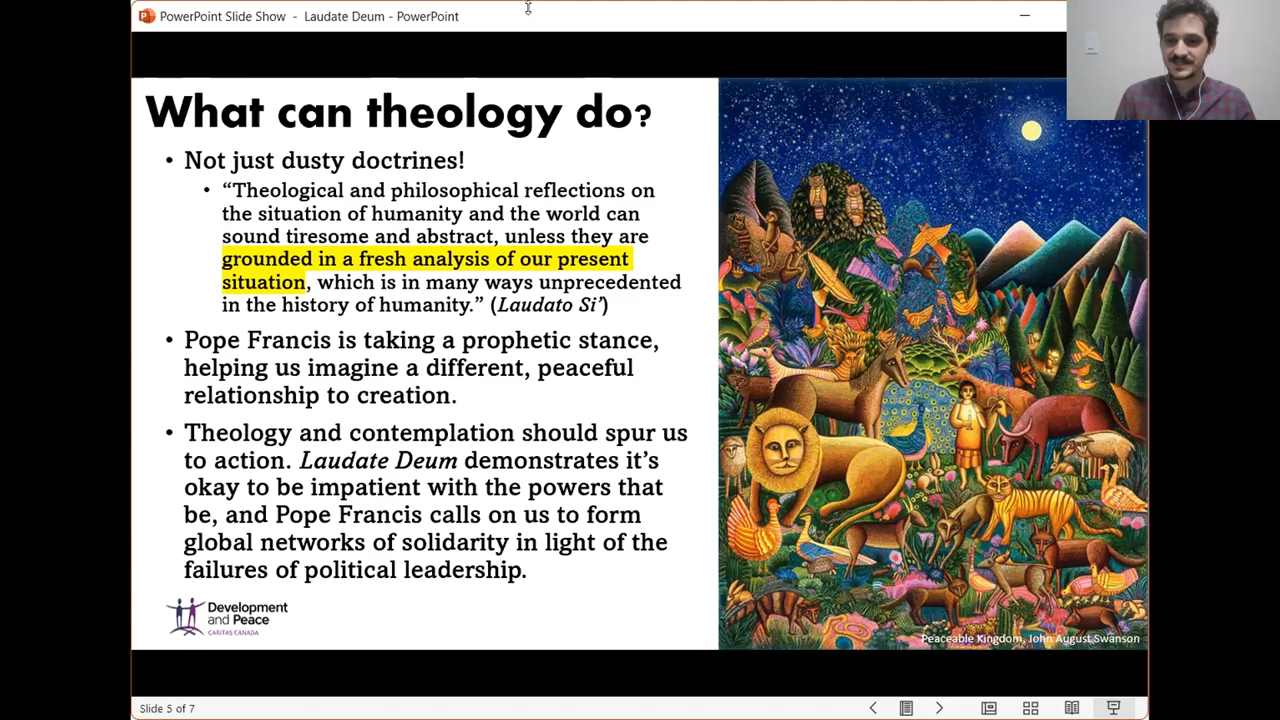 PowerPoint Slide Show - Laudate Deum - PowerPoint
What can theology do?
• Not just dusty doctrines!
• “Theological and philosophical reflections on
the situation of humanity and the world can
sound tiresome and abstract, unless they are
grounded in a fresh analysis of our present
situation, which is in many ways unprecedented
in the history of humanity.” (Laudato Si’)
• Pope Francis is taking a prophetic stance,
helping us imagine a different, peaceful
relationship to creation.
• Theology and contemplation should spur us
to action. Laudate Deum demonstrates it’s
okay to be impatient with the powers that
be, and Pope Francis calls on us to form
global networks of solidarity in light of the
failures of political leadership.
Development
and Peace
CARITAS CANADA
Peaceable Kingdom, John August Swanson
Slide 5 of 7